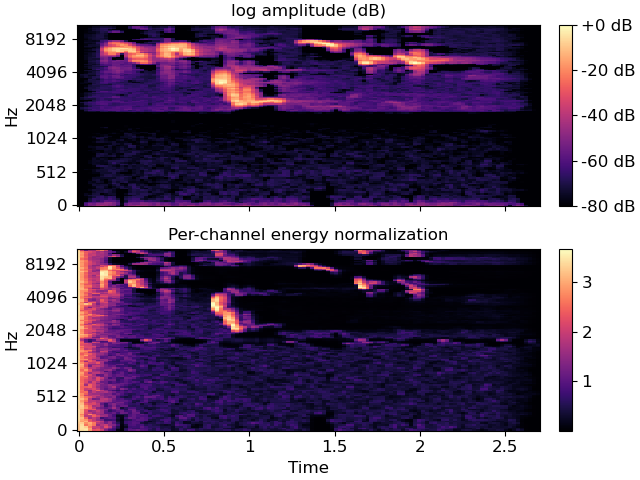 log amplitude (dB)
8192
4096
2048
1024
512
0
Hz
+0 dB
-20 dB
-40 dB
-60 dB
-80 dB
Per-channel energy normalization
8192
4096
2048
1024
512
0
Hz
3
2
1
0
0.5
1
1.5
2
2.5
Time